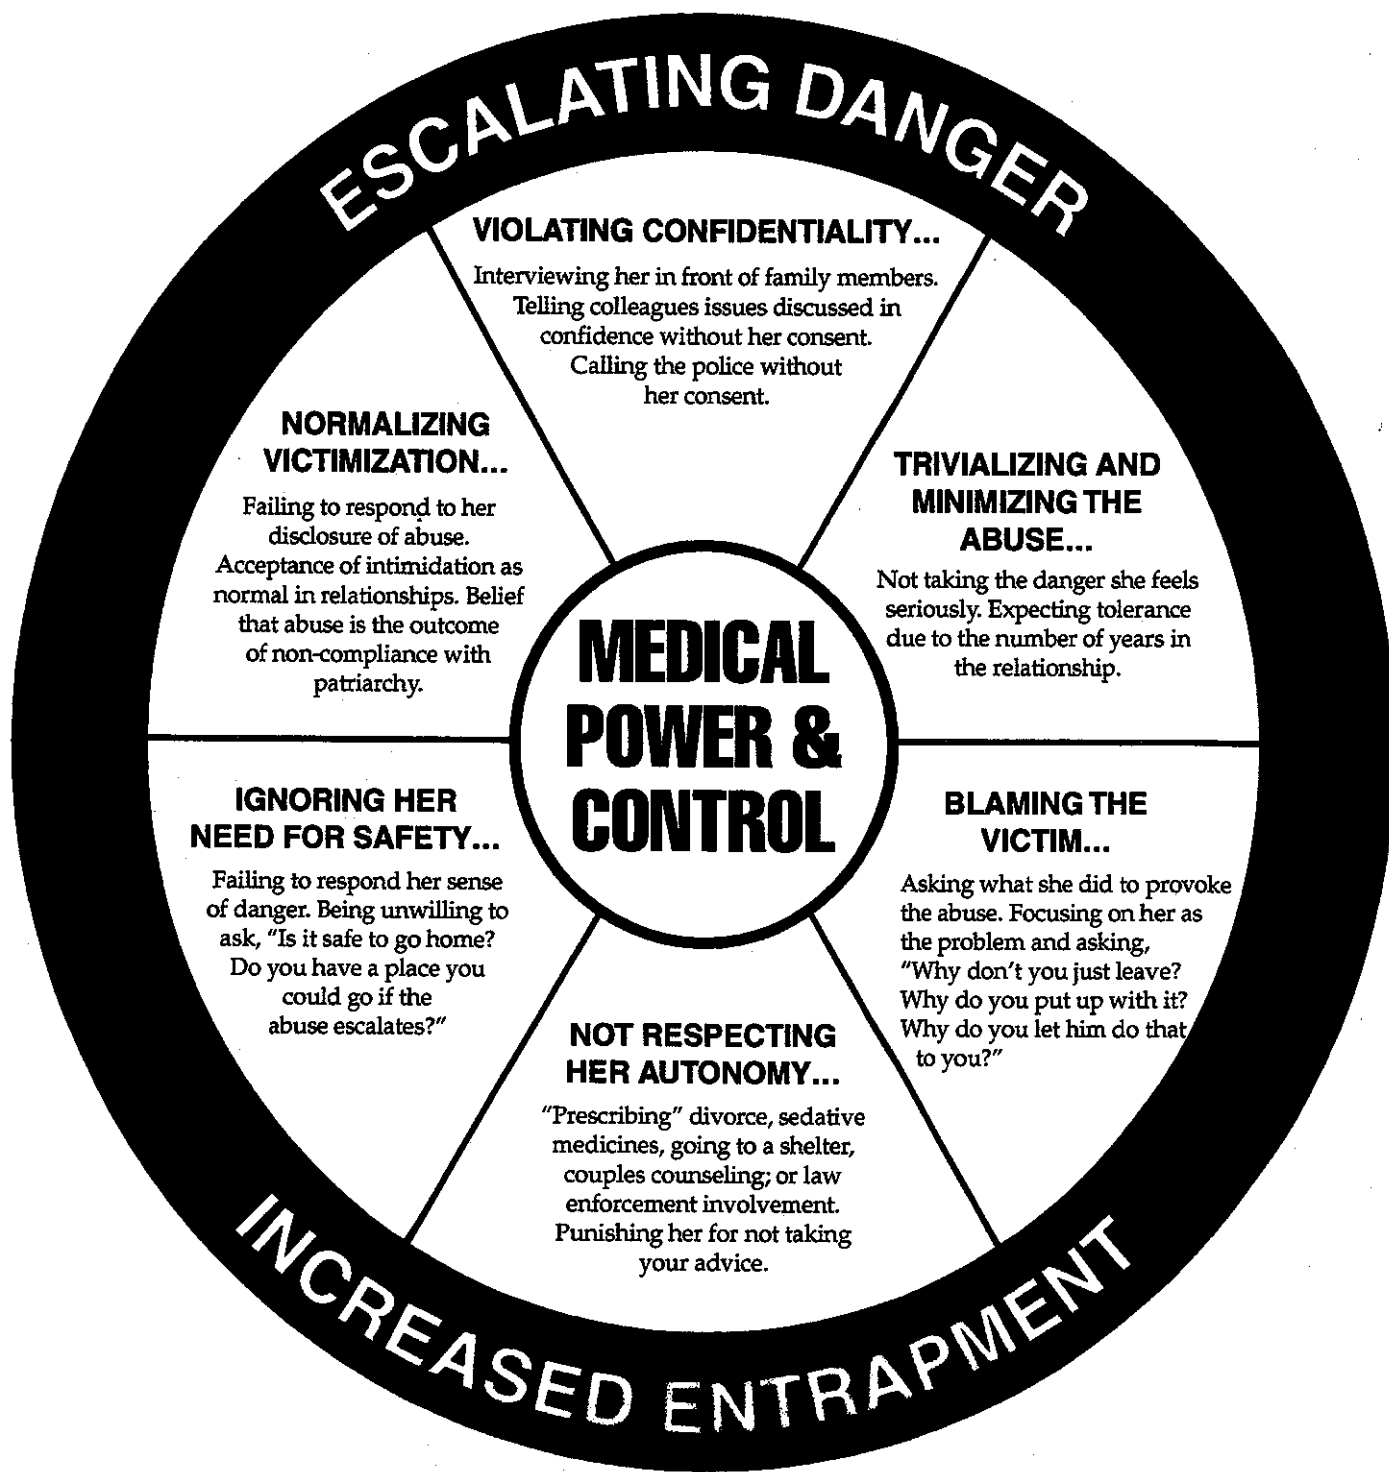 ESCALATING DANGER
VIOLATING CONFIDENTIALITY...
Interviewing her in front of family members.
Telling colleagues issues discussed in
confidence without her consent.
Calling the police without
her consent.
TRIVIALIZING AND
MINIMIZING THE
ABUSE...
Not taking the danger she feels
seriously. Expecting tolerance
due to the number of years in
the relationship.
BLAMING THE
VICTIM...
Asking what she did to provoke
the abuse. Focusing on her as
the problem and asking,
"Why don't you just leave?
Why do you put up with it?
Why do you let him do that
to you?"
NOT RESPECTING
HER AUTONOMY...
"Prescribing" divorce, sedative
medicines, going to a shelter,
couples counseling; or law
enforcement involvement.
Punishing her for not taking
your advice.
IGNORING HER
NEED FOR SAFETY...
Failing to respond her sense
of danger. Being unwilling to
ask, "Is it safe to go home?
Do you have a place you
could go if the
abuse escalates?"
NORMALIZING
VICTIMIZATION...
Failing to respond to her
disclosure of abuse.
Acceptance of intimidation as
normal in relationships. Belief
that abuse is the outcome
of non-compliance with
patriarchy.
MEDICAL
POWER &
CONTROL
INCREASED ENTRAPMENT